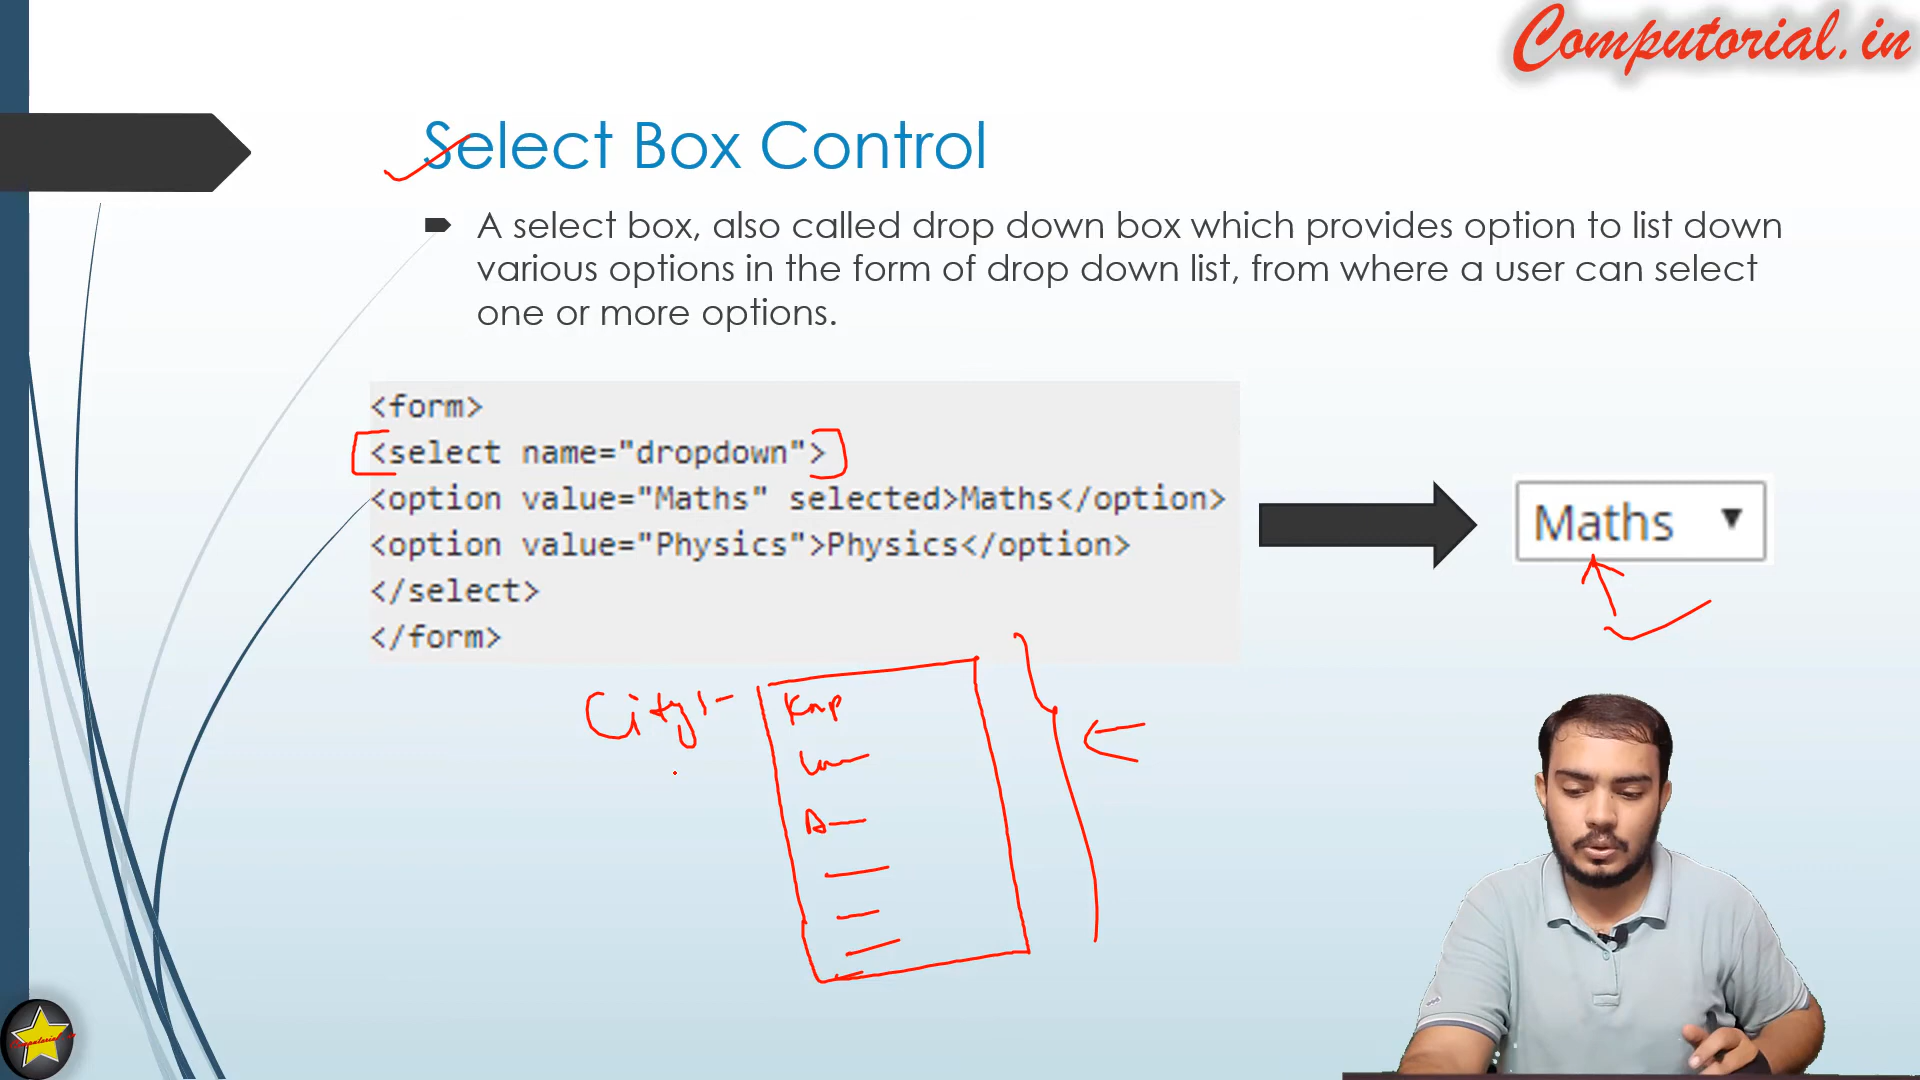 Computorial.in
Select Box Control
A select box, also called drop down box which provides option to list down
various options in the form of drop down list, from where a user can select
one or more options.
<form>
<select name="dropdown">
<option value="Maths" selected>Maths</option>
<option value="Physics">Physics</option>
</select>
</form>
Maths
City:-
Knp
A